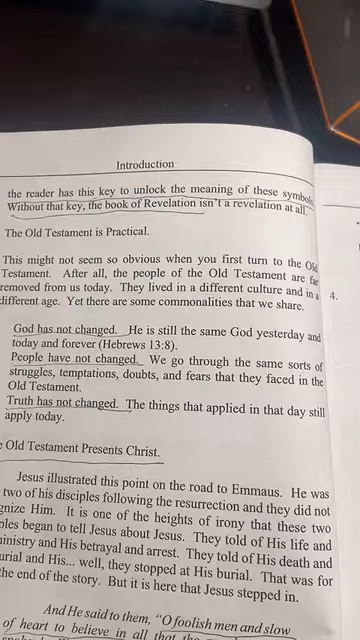 Introduction
the reader has this key to unlock the meaning of these symbols.
Without that key, the book of Revelation isn't a revelation at all.
The Old Testament is Practical.
This might not seem so obvious when you first turn to the Old
Testament. After all, the people of the Old Testament are far
removed from us today. They lived in a different culture and in a
different age. Yet there are some commonalities that we share.
4.
God has not changed. He is still the same God yesterday and
today and forever (Hebrews 13:8).
People have not changed. We go through the same sorts of
struggles, temptations, doubts, and fears that they faced in the
Old Testament.
Truth has not changed. The things that applied in that day still
apply today.
Old Testament Presents Christ.
Jesus illustrated this point on the road to Emmaus. He was
two of his disciples following the resurrection and they did not
gnize Him. It is one of the heights of irony that these two
ples began to tell Jesus about Jesus. They told of His life and
ministry and His betrayal and arrest. They told of His death and
urial and His... well, they stopped at His burial. That was for
the end of the story. But it is here that Jesus stepped in.
And He said to them, "O foolish men and slow
of heart to believe in all that the